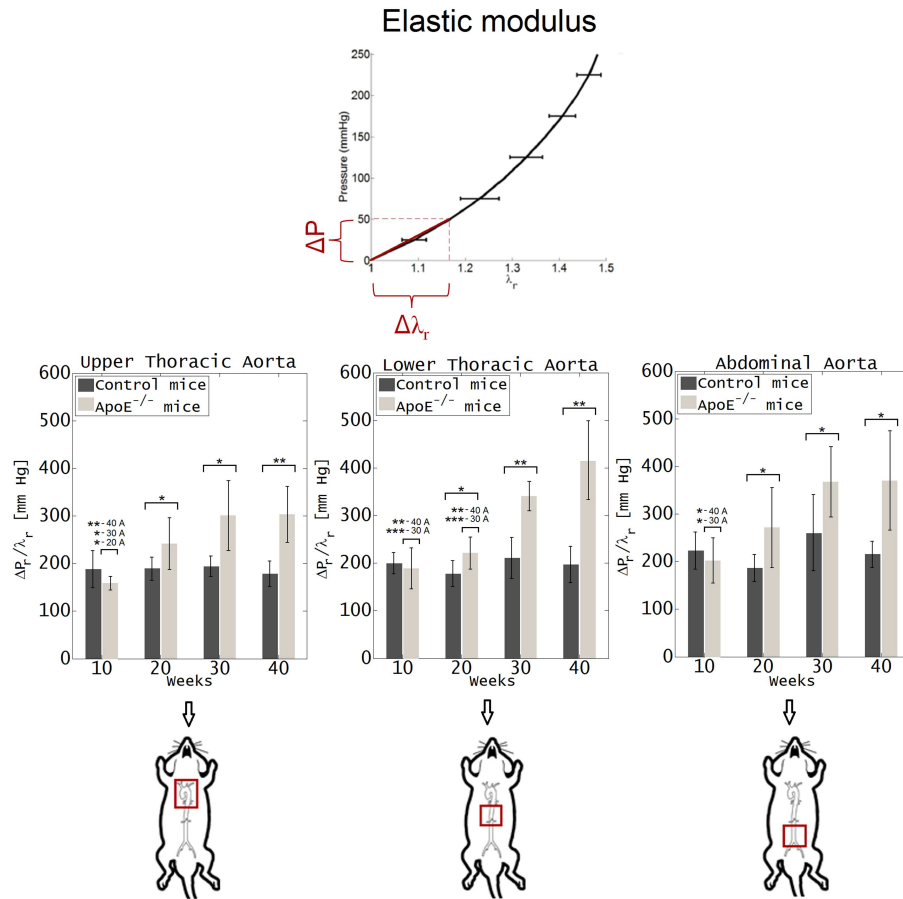 Elastic modulus
250
200
150
100
50
0
Pressure (mmHg)
1
1.1
1.2
1.3
1.4
1.5
λr
ΔP
Δλr
Upper Thoracic Aorta
600
500
400
300
200
100
0
ΔPr/λr [mm Hg]
Control mice
ApoE-/- mice
**-40 A
*-30 A
*-20 A
*
*
**
10
20
30
40
Weeks
Lower Thoracic Aorta
600
500
400
300
200
100
0
ΔPr/λr [mm Hg]
Control mice
ApoE-/- mice
**-40 A
***-30 A
*
**-40 A
***-30 A
**
**
10
20
30
40
Weeks
Abdominal Aorta
600
500
400
300
200
100
0
ΔPr/λr [mm Hg]
Control mice
ApoE-/- mice
*-40 A
*-30 A
*
*
*
10
20
30
40
Weeks